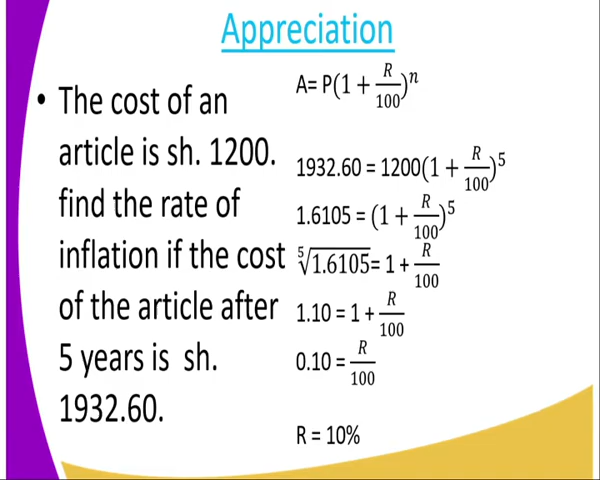 Appreciation
• The cost of an
article is sh. 1200.
find the rate of
inflation if the cost
of the article after
5 years is sh.
1932.60.
A= P(1 + R/100)^n
1932.60 = 1200(1 + R/100)^5
1.6105 = (1 + R/100)^5
⁵√1.6105= 1 + R/100
1.10 = 1 + R/100
0.10 = R/100
R = 10%